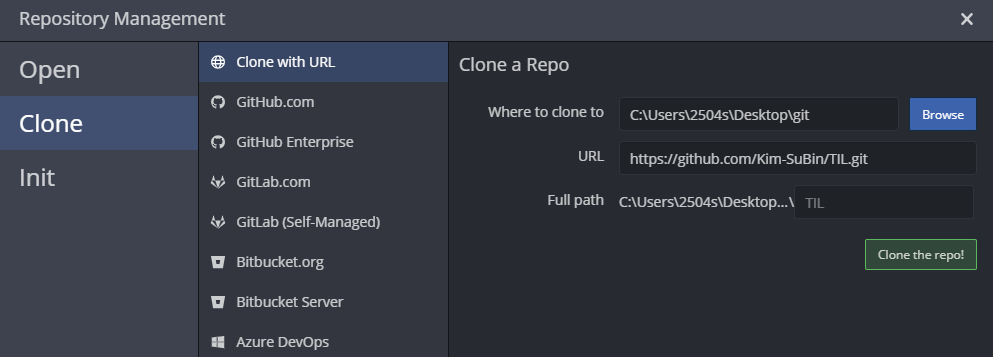 Repository Management
Open
Clone
Init
Clone with URL
GitHub.com
GitHub Enterprise
GitLab.com
GitLab (Self-Managed)
Bitbucket.org
Bitbucket Server
Azure DevOps
Clone a Repo
Where to clone to C:\Users\2504s\Desktop\git Browse
URL https://github.com/Kim-SuBin/TIL.git
Full path C:\Users\2504s\Desktop...\ TIL
Clone the repo!